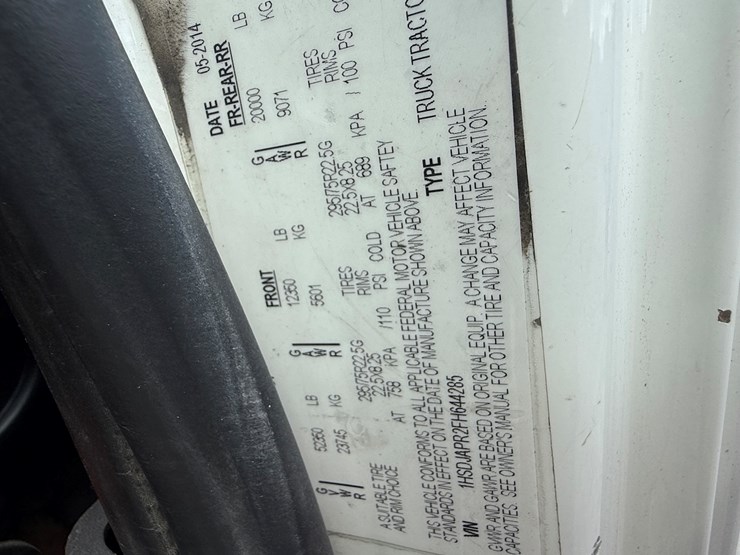 DATE 05-2014
GVWR 52350 LB
23745 KG
FRONT
GAWR 12350 LB
5601 KG
FR-REAR-RR
GAWR 20000 LB
9071 KG
A SUITABLE TIRE
AND RIM CHOICE
295/75R22.5G TIRES
22.5X8.25 RIMS
AT 758 KPA /110 PSI COLD
295/75R22.5G TIRES
22.5X8.25 RIMS
AT 689 KPA / 100 PSI
THIS VEHICLE CONFORMS TO ALL APPLICABLE FEDERAL MOTOR VEHICLE SAFTEY
STANDARDS IN EFFECT ON THE DATE OF MANUFACTURE SHOWN ABOVE.
VIN 1HSDJAPR2FH644285 TYPE TRUCK TRACTO
GVWR AND GAWR ARE BASED ON ORIGINAL EQUIP. A CHANGE MAY AFFECT VEHICLE
CAPACITIES. SEE OWNER'S MANUAL FOR OTHER TIRE AND CAPACITY INFORMATION.